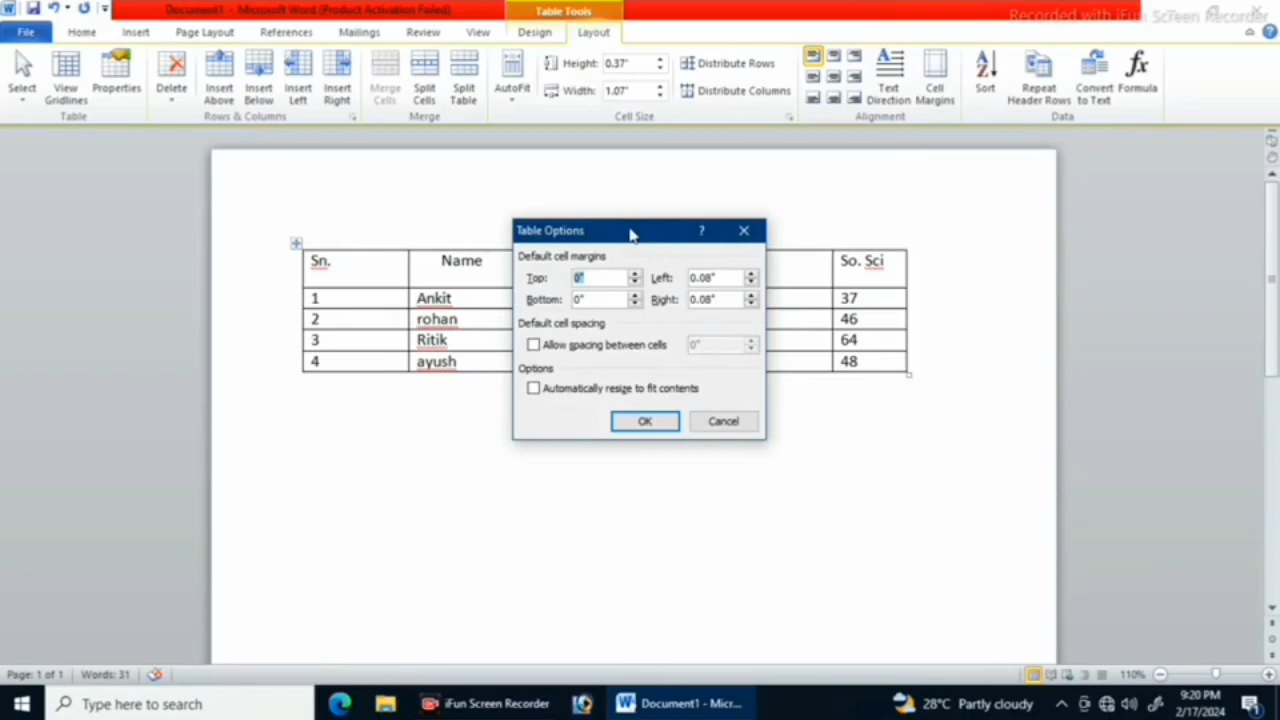 Document1 - Microsoft Word (Product Activation Failed)
Table Tools
Recorded with iFun Screen Recorder
File Home Insert Page Layout References Mailings Review View Design Layout
Select
View Gridlines
Properties
Delete
Insert Above
Insert Below
Insert Left
Insert Right
Merge Cells
Split Cells
Split Table
AutoFit
Height: 0.37"
Width: 1.07"
Distribute Rows
Distribute Columns
Text Direction
Cell Margins
Sort
Repeat Header Rows
Convert to Text
Formula
Table Rows & Columns Merge Cell Size Alignment Data
Sn. Name So. Sci
1 Ankit 37
2 rohan 46
3 Ritik 64
4 ayush 48
Table Options ?
Default cell margins
Top: 0" Left: 0.08"
Bottom: 0" Right: 0.08"
Default cell spacing
Allow spacing between cells 0"
Options
Automatically resize to fit contents
OK Cancel
Page: 1 of 1 Words: 31 110%
Type here to search
iFun Screen Recorder
Document1 - Micr...
28°C Partly cloudy
9:20 PM
2/17/2024